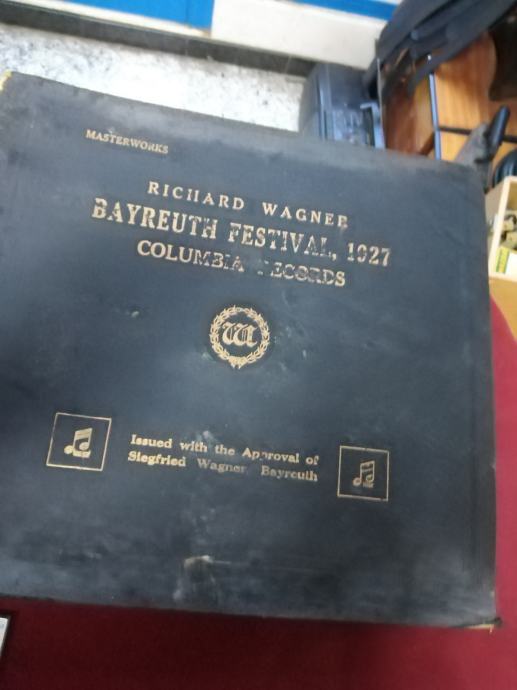 MASTERWORKS
RICHARD WAGNER
BAYREUTH FESTIVAL, 1927
COLUMBIA RECORDS
W
Issued with the Approval of
Siegfried Wagner Bayreuth